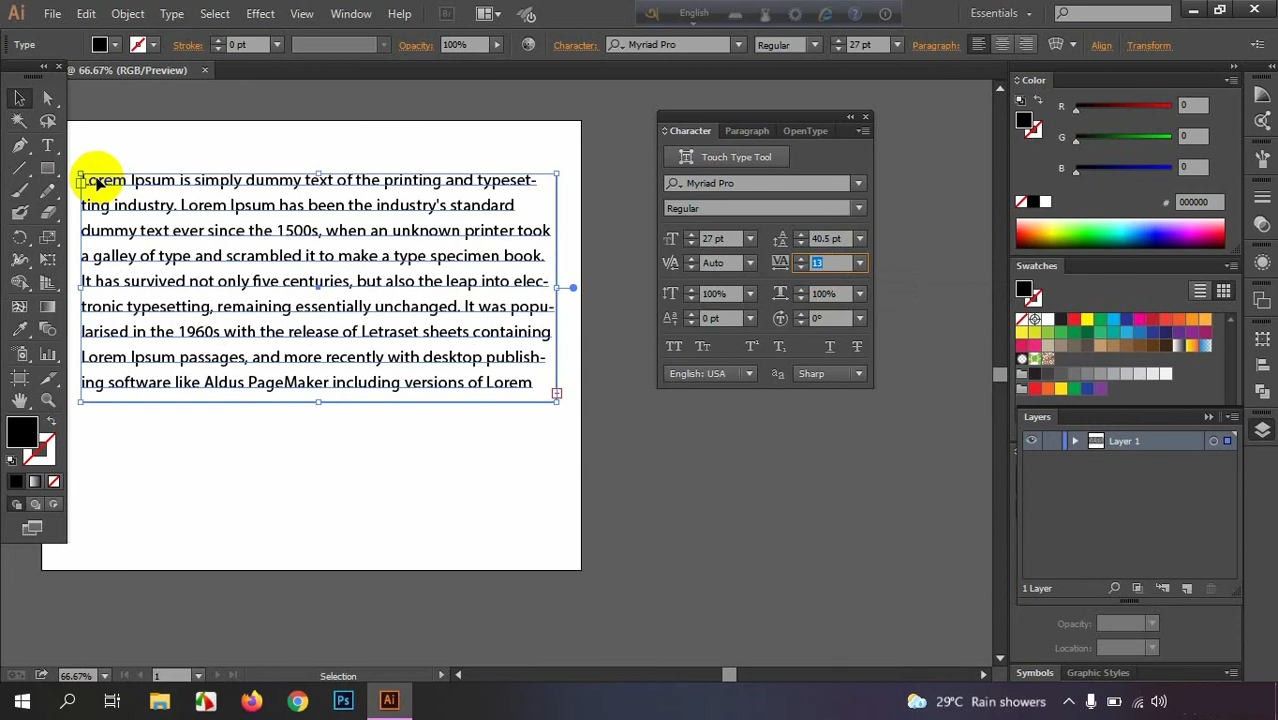 Ai File Edit Object Type Select Effect View Window Help Br English Essentials
Type Stroke: 0 pt Opacity: 100% Character: Myriad Pro Regular 27 pt Paragraph: Align Transform
@ 66.67% (RGB/Preview)
Lorem Ipsum is simply dummy text of the printing and typeset-
ting industry. Lorem Ipsum has been the industry's standard
dummy text ever since the 1500s, when an unknown printer took
a galley of type and scrambled it to make a type specimen book.
It has survived not only five centuries, but also the leap into elec-
tronic typesetting, remaining essentially unchanged. It was popu-
larised in the 1960s with the release of Letraset sheets containing
Lorem Ipsum passages, and more recently with desktop publish-
ing software like Aldus PageMaker including versions of Lorem
Character Paragraph OpenType
Touch Type Tool
Myriad Pro
Regular
27 pt 40.5 pt
Auto 13
100% 100%
0 pt 0°
English: USA Sharp
Color
R 0
G 0
B 0
# 000000
Swatches
Layers
Layer 1
1 Layer
Opacity:
Location:
Symbols Graphic Styles
66.67% 1 Selection
Ps Ai 29°C Rain showers